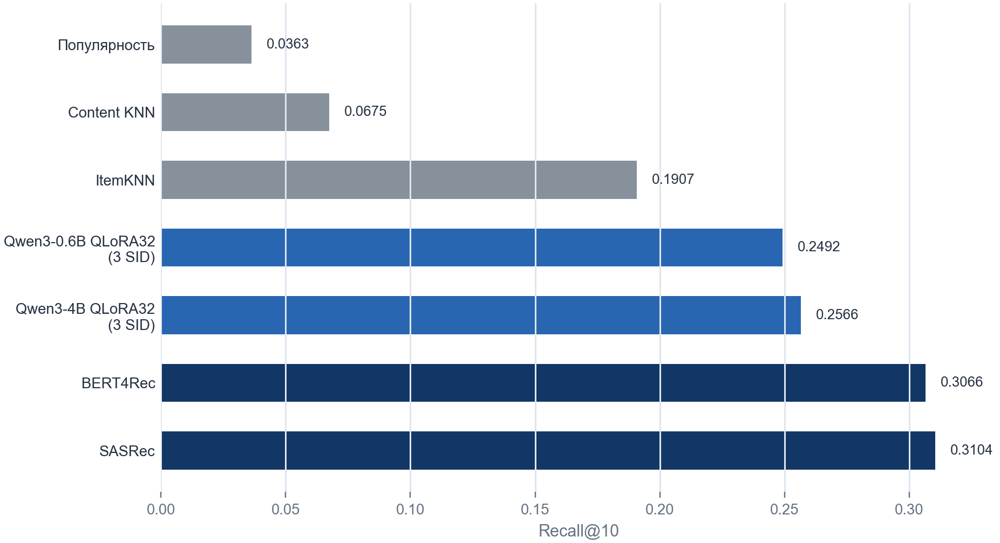 Популярность
0.0363
Content KNN
0.0675
ItemKNN
0.1907
Qwen3-0.6B QLoRA32
(3 SID)
0.2492
Qwen3-4B QLoRA32
(3 SID)
0.2566
BERT4Rec
0.3066
SASRec
0.3104
0.00 0.05 0.10 0.15 0.20 0.25 0.30
Recall@10